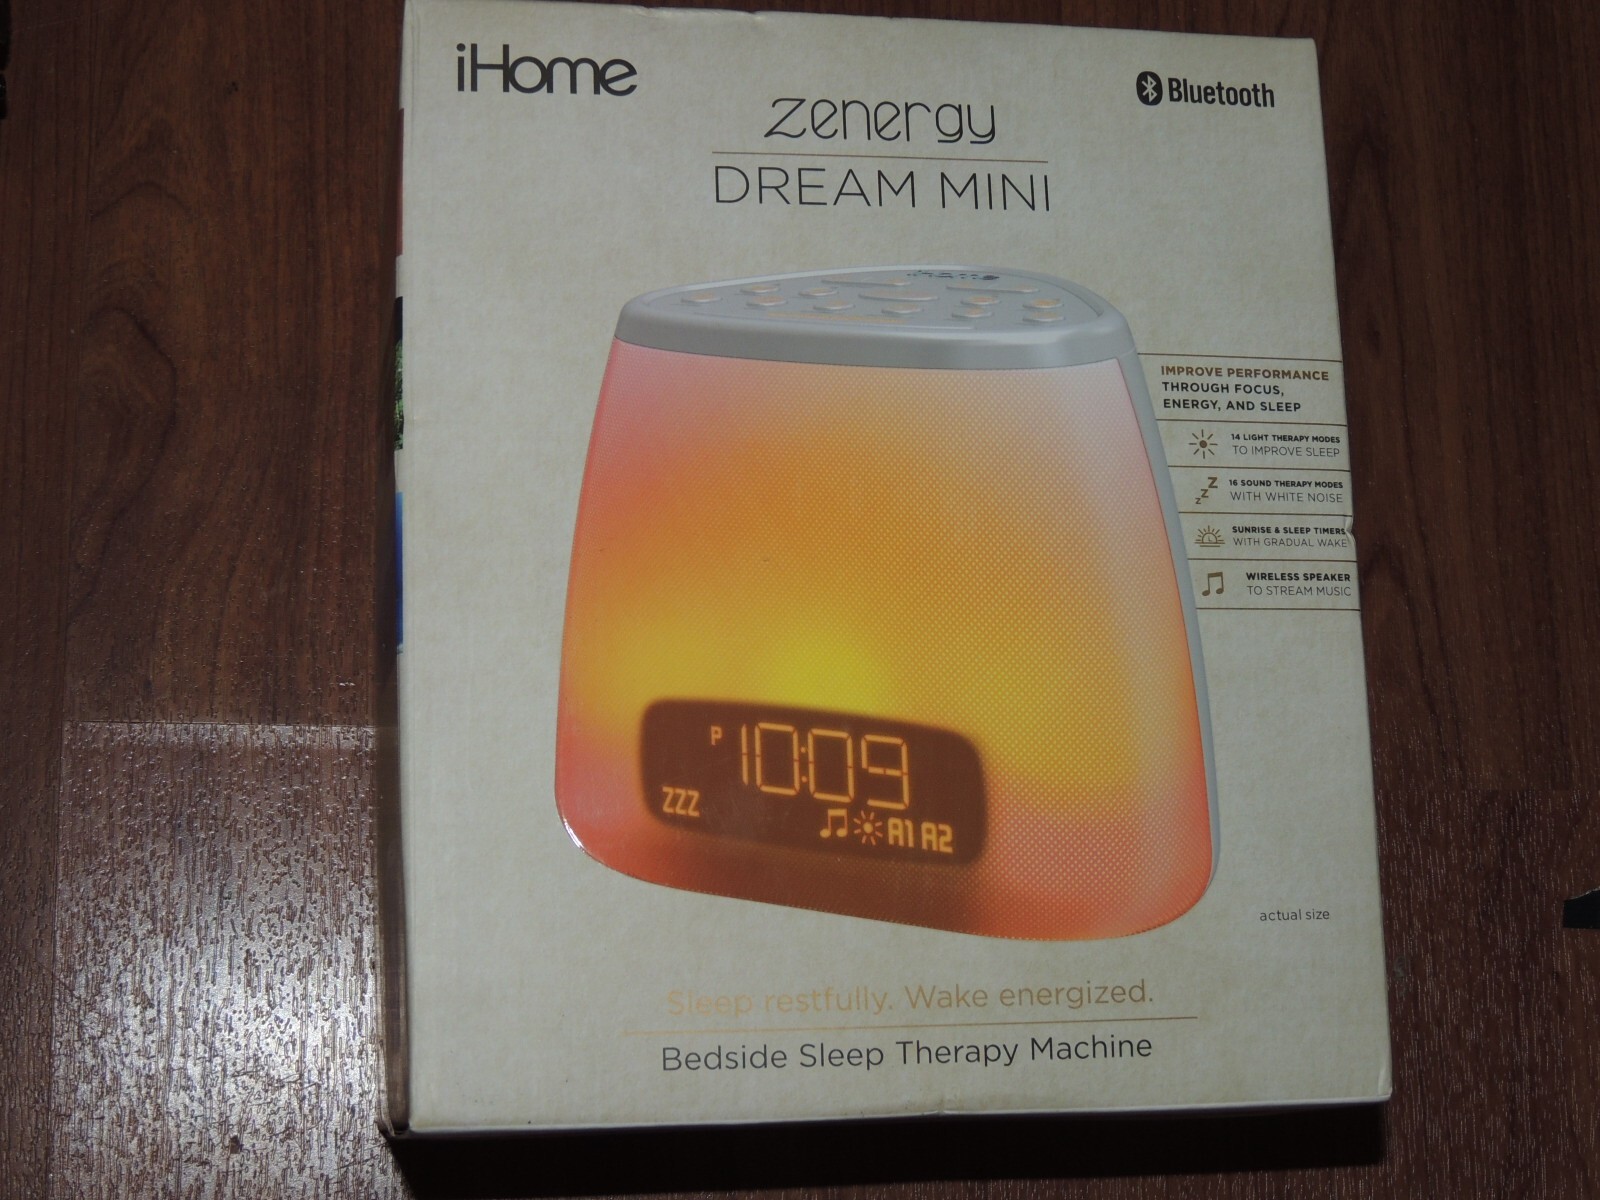 iHome
Bluetooth
zenergy
DREAM MINI
IMPROVE PERFORMANCE
THROUGH FOCUS,
ENERGY, AND SLEEP
14 LIGHT THERAPY MODES
TO IMPROVE SLEEP
zzZ
16 SOUND THERAPY MODES
WITH WHITE NOISE
SUNRISE & SLEEP TIMERS
WITH GRADUAL WAKE
WIRELESS SPEAKER
TO STREAM MUSIC
P 10:09
ZZZ A1 A2
actual size
Sleep restfully. Wake energized.
Bedside Sleep Therapy Machine